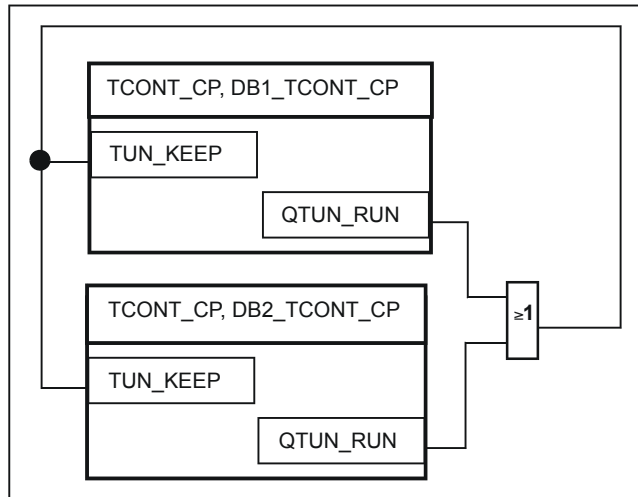 TCONT_CP, DB1_TCONT_CP
TUN_KEEP
QTUN_RUN
≥1
TCONT_CP, DB2_TCONT_CP
TUN_KEEP
QTUN_RUN